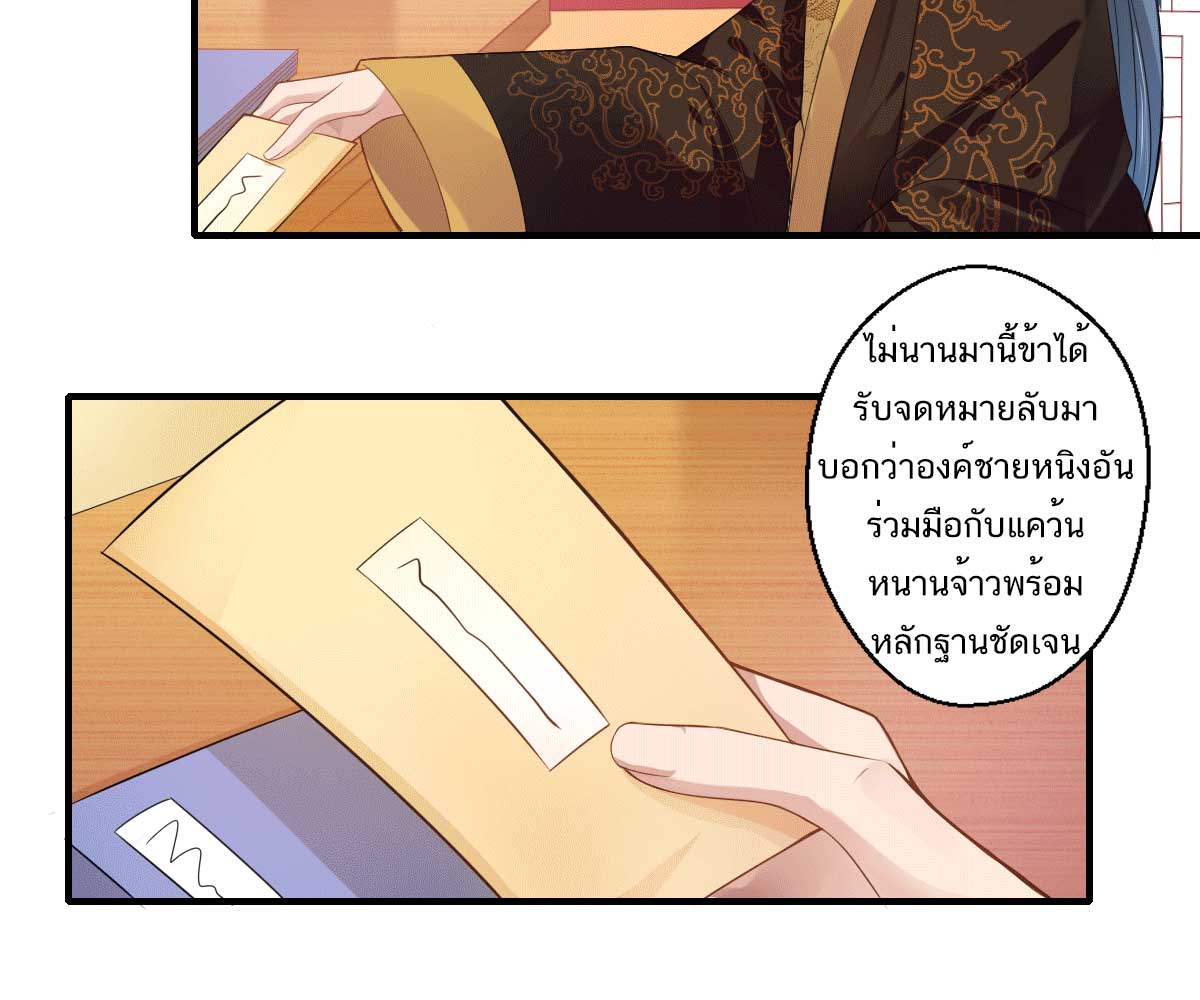 ไม่นานมานี้ข้าได้
รับจดหมายลับมา
บอกว่าองค์ชายหนิงอัน
ร่วมมือกับแคว้น
หนานจ้าวพร้อม
หลักฐานชัดเจน